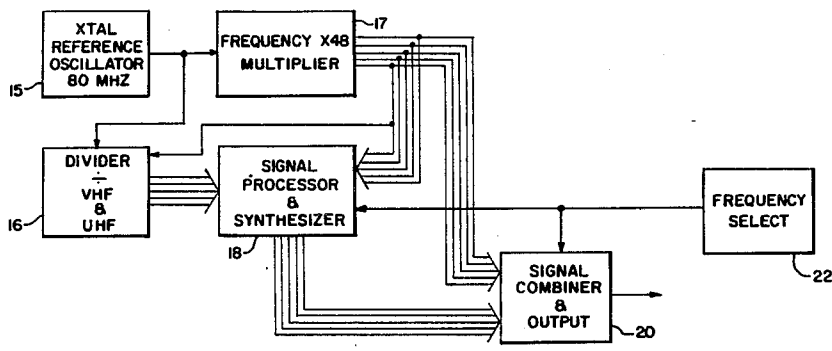 XTAL
REFERENCE
OSCILLATOR
80 MHZ
15
17
FREQUENCY X48
MULTIPLIER
DIVIDER
÷
VHF
&
UHF
16
SIGNAL
PROCESSOR
&
SYNTHESIZER
18
FREQUENCY
SELECT
22
SIGNAL
COMBINER
&
OUTPUT
20